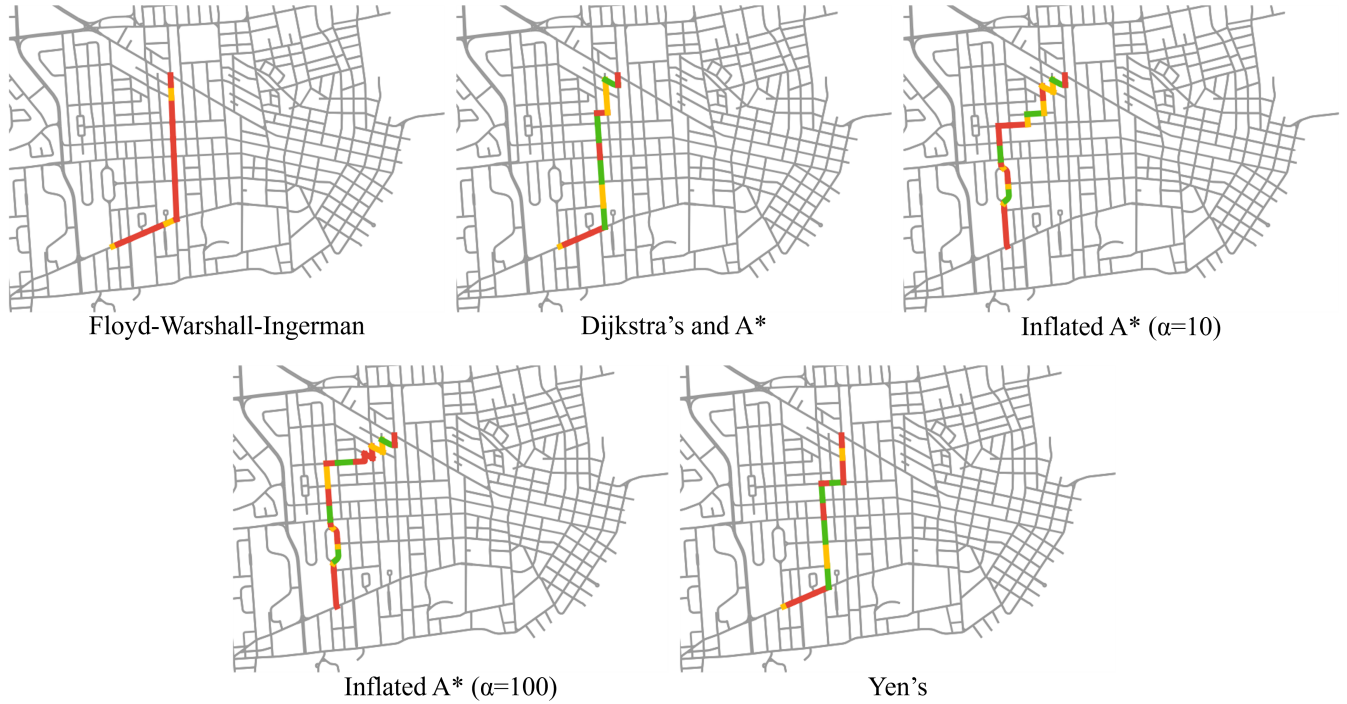 Floyd-Warshall-Ingerman
Dijkstra’s and A*
Inflated A* (α=10)
Inflated A* (α=100)
Yen’s